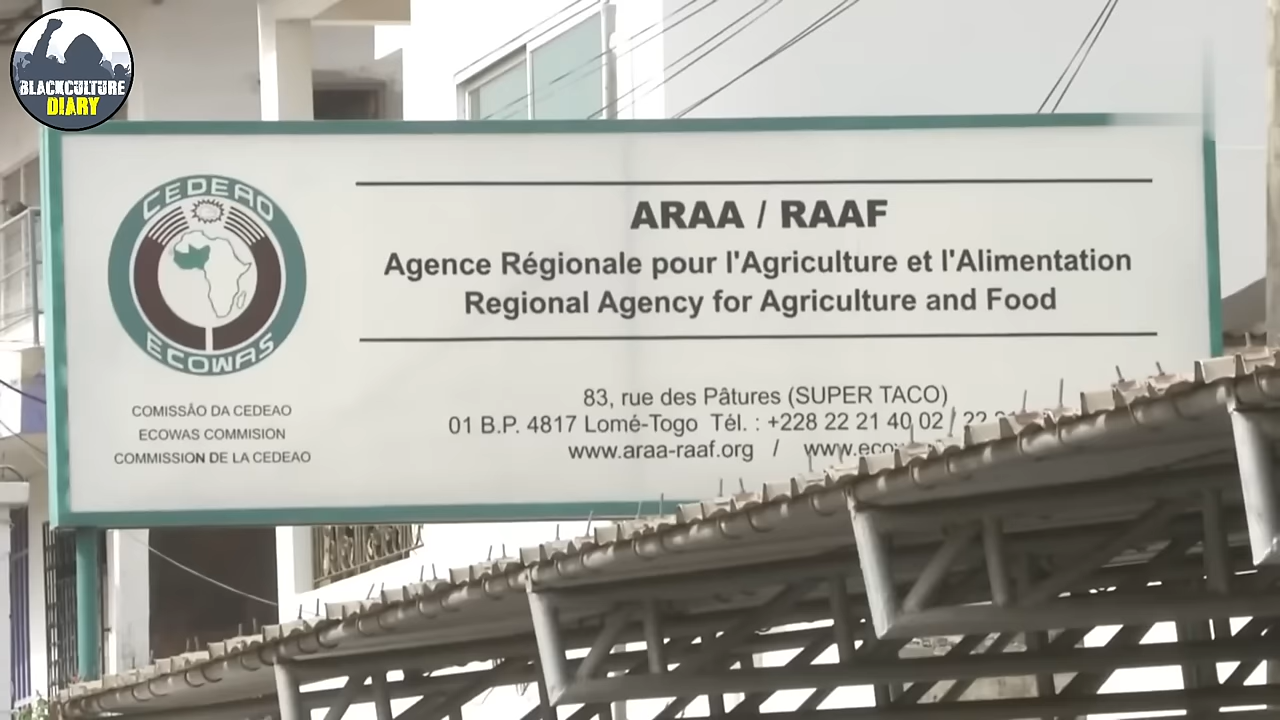 BLACKCULTURE
DIARY
CEDEAO
ECOWAS
COMISSÃO DA CEDEAO
ECOWAS COMMISION
COMMISSION DE LA CEDEAO
ARAA / RAAF
Agence Régionale pour l'Agriculture et l'Alimentation
Regional Agency for Agriculture and Food
83, rue des Pâtures (SUPER TACO)
01 B.P. 4817 Lomé-Togo Tél. : +228 22 21 40 02 / 22
www.araa-raaf.org /